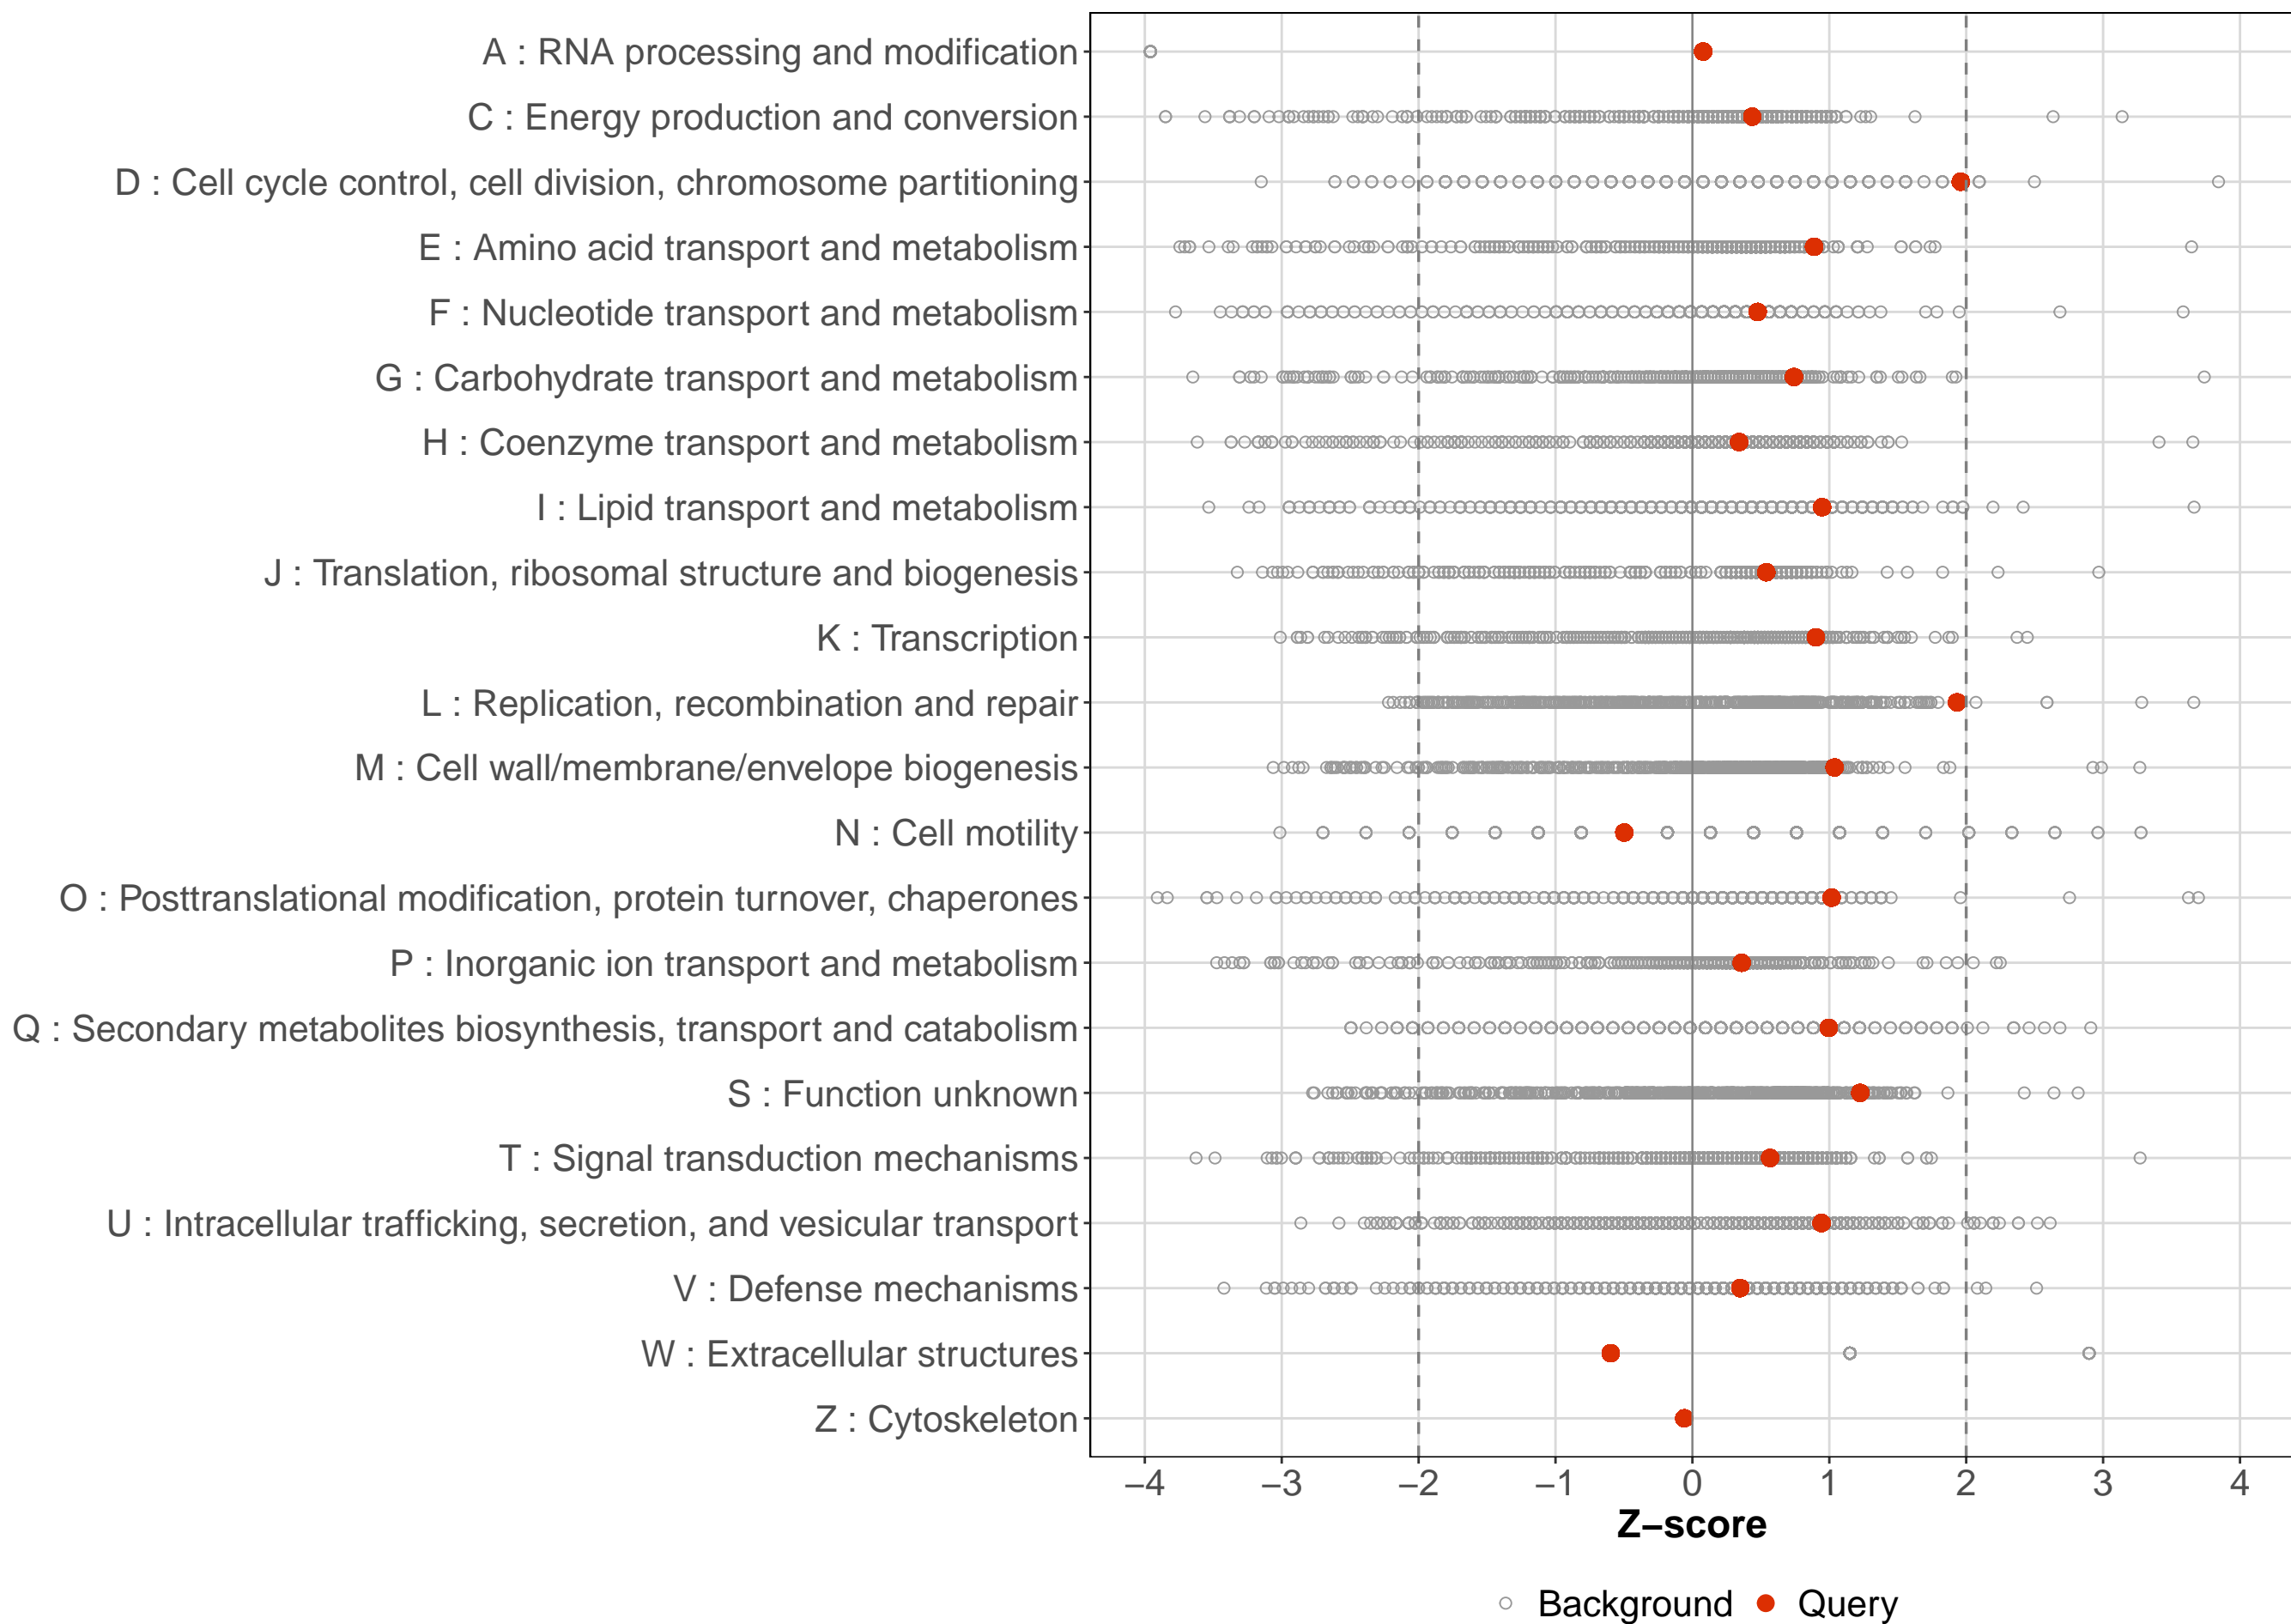 A : RNA processing and modification
C : Energy production and conversion
D : Cell cycle control, cell division, chromosome partitioning
E : Amino acid transport and metabolism
F : Nucleotide transport and metabolism
G : Carbohydrate transport and metabolism
H : Coenzyme transport and metabolism
I : Lipid transport and metabolism
J : Translation, ribosomal structure and biogenesis
K : Transcription
L : Replication, recombination and repair
M : Cell wall/membrane/envelope biogenesis
N : Cell motility
O : Posttranslational modification, protein turnover, chaperones
P : Inorganic ion transport and metabolism
Q : Secondary metabolites biosynthesis, transport and catabolism
S : Function unknown
T : Signal transduction mechanisms
U : Intracellular trafficking, secretion, and vesicular transport
V : Defense mechanisms
W : Extracellular structures
Z : Cytoskeleton
−4 −3 −2 −1 0 1 2 3 4
Z−score
Background Query